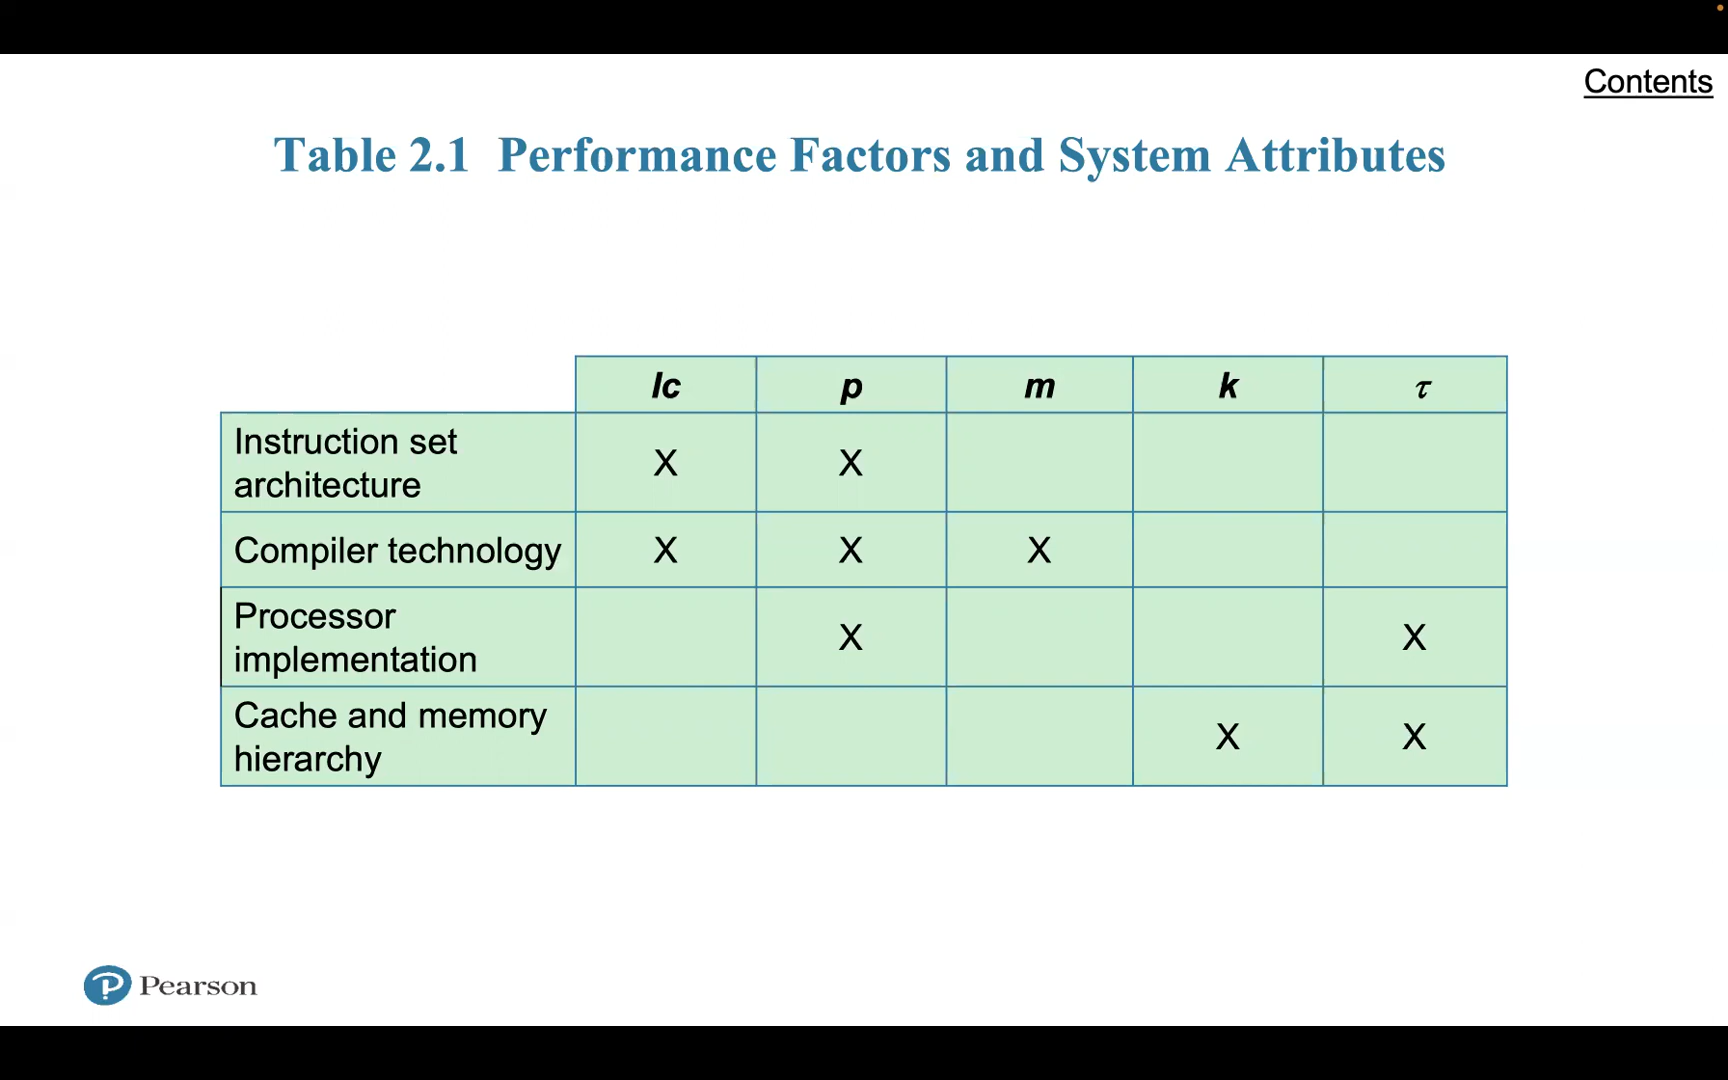 Contents
Table 2.1 Performance Factors and System Attributes
Ic p m k τ
Instruction set
architecture
X X
Compiler technology X X X
Processor
implementation
X X
Cache and memory
hierarchy
X X
Pearson